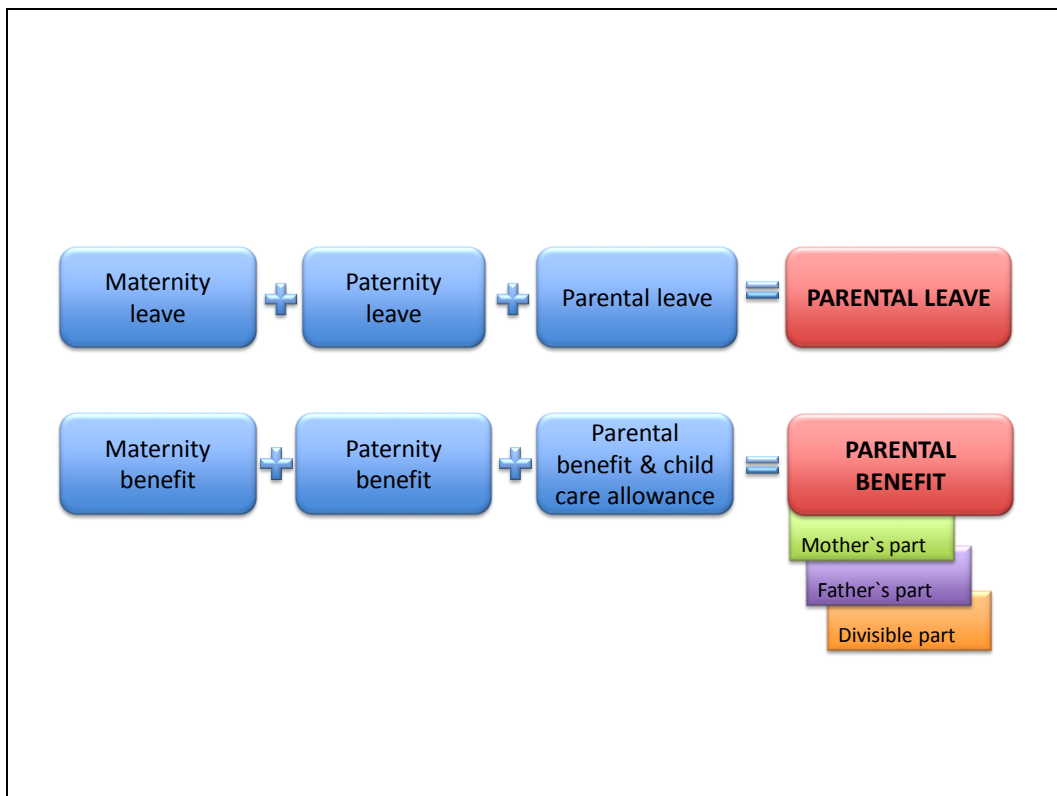 Maternity
leave
Paternity
leave
Parental leave
PARENTAL LEAVE
Maternity
benefit
Paternity
benefit
Parental
benefit & child
care allowance
PARENTAL
BENEFIT
Mother`s part
Father`s part
Divisible part